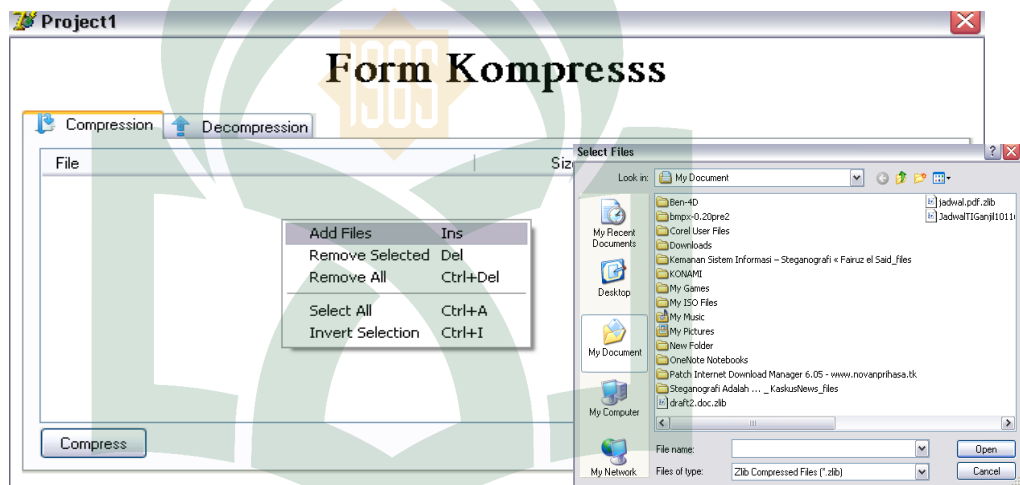 Project1
Form Kompresss
1989
Compression Decompression
File
Add Files Ins
Remove Selected Del
Remove All Ctrl+Del
Select All Ctrl+A
Invert Selection Ctrl+I
Compress
Select Files
Look in: My Document
My Recent Documents
Desktop
My Document
My Computer
My Network
Ben-4D
bmpx-0.20pre2
Corel User Files
Downloads
Kemanan Sistem Informasi – Steganografi « Fairuz el Said_files
KONAMI
My Games
My ISO Files
My Music
My Pictures
New Folder
OneNote Notebooks
Patch Internet Download Manager 6.05 - www.novanprihasa.tk
Steganografi Adalah ... _ KaskusNews_files
draft2.doc.zlib
jadwal.pdf.zlib
File name: Open
Files of type: Zlib Compressed Files (*.zlib) Cancel